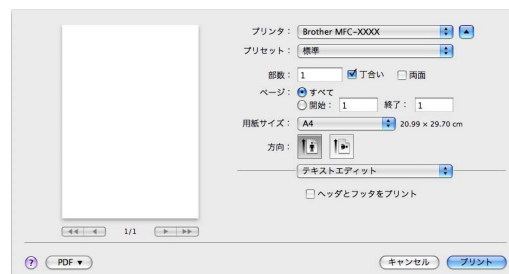 プリンタ： Brother MFC-XXXX
プリセット： 標準
部数： 1 丁合い 両面
ページ： すべて
開始： 1 終了： 1
用紙サイズ： A4 20.99 × 29.70 cm
方向：
テキストエディット
ヘッダとフッタをプリント
1/1
? PDF ▼ キャンセル プリント